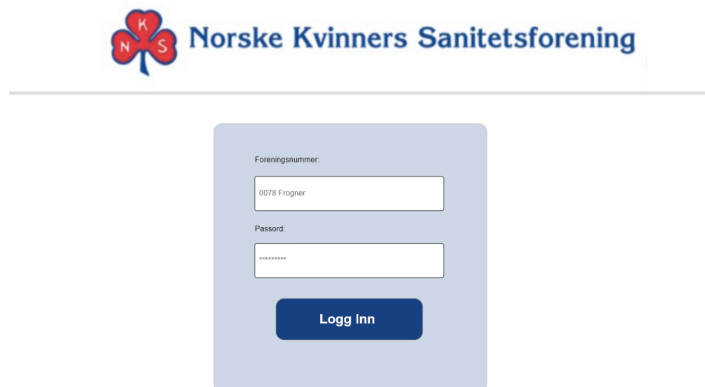 K
N S
Norske Kvinners Sanitetsforening
Foreningsnummer:
0078 Frogner
Passord:
*********
Logg Inn